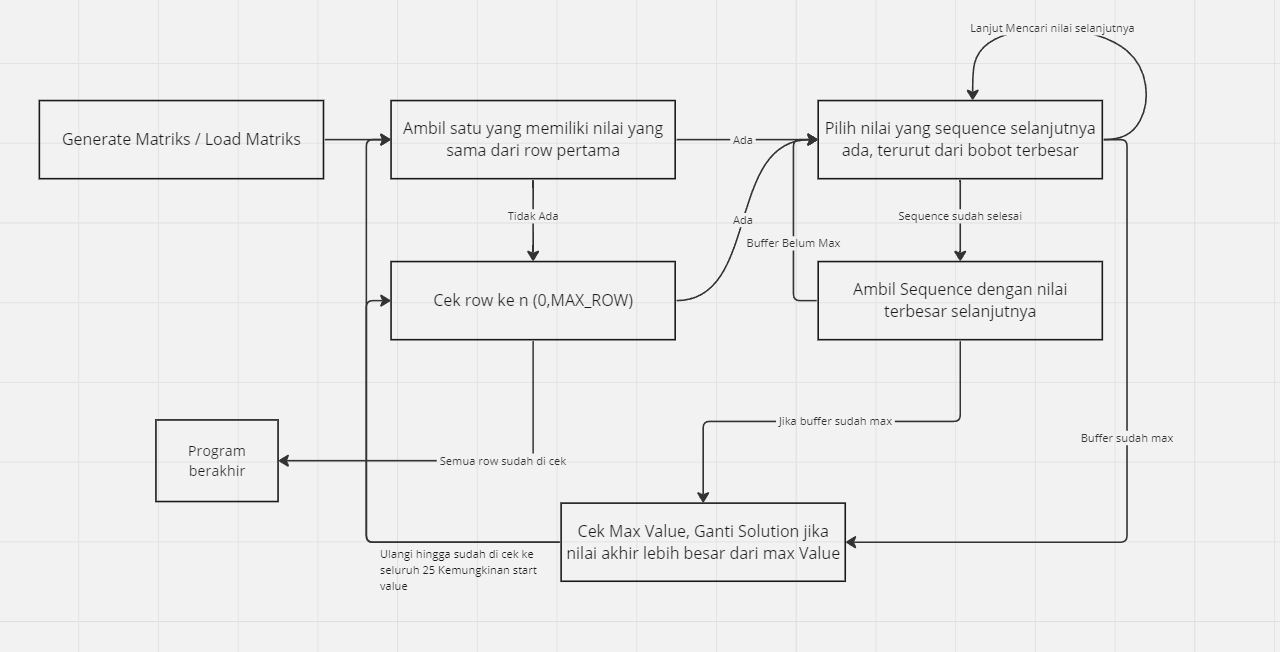 Lanjut Mencari nilai selanjutnya
Generate Matriks / Load Matriks
Ambil satu yang memiliki nilai yang
sama dari row pertama
Ada
Pilih nilai yang sequence selanjutnya
ada, terurut dari bobot terbesar
Tidak Ada
Ada
Sequence sudah selesai
Buffer Belum Max
Cek row ke n (0,MAX_ROW)
Ambil Sequence dengan nilai
terbesar selanjutnya
Jika buffer sudah max
Buffer sudah max
Program
berakhir
Semua row sudah di cek
Cek Max Value, Ganti Solution jika
nilai akhir lebih besar dari max Value
Ulangi hingga sudah di cek ke
seluruh 25 Kemungkinan start
value